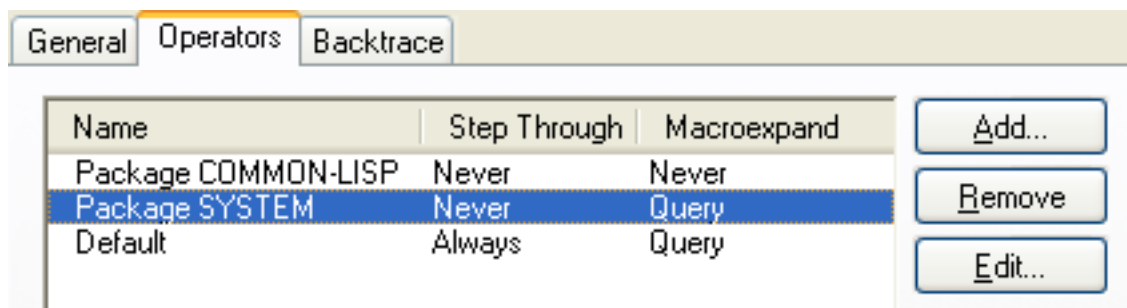 General Operators Backtrace
Name Step Through Macroexpand
Add...
Package COMMON-LISP Never Never
Package SYSTEM Never Query
Remove
Default Always Query
Edit...